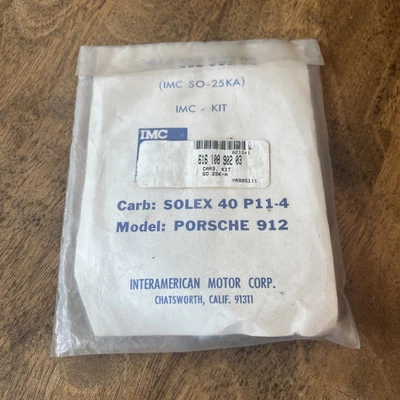 (IMC SO-25KA)
IMC - KIT
IMC
616 108 902 03
CARB. KIT
SO 25K-A
YR395111
Carb: SOLEX 40 P11-4
Model: PORSCHE 912
INTERAMERICAN MOTOR CORP.
CHATSWORTH, CALIF. 91311